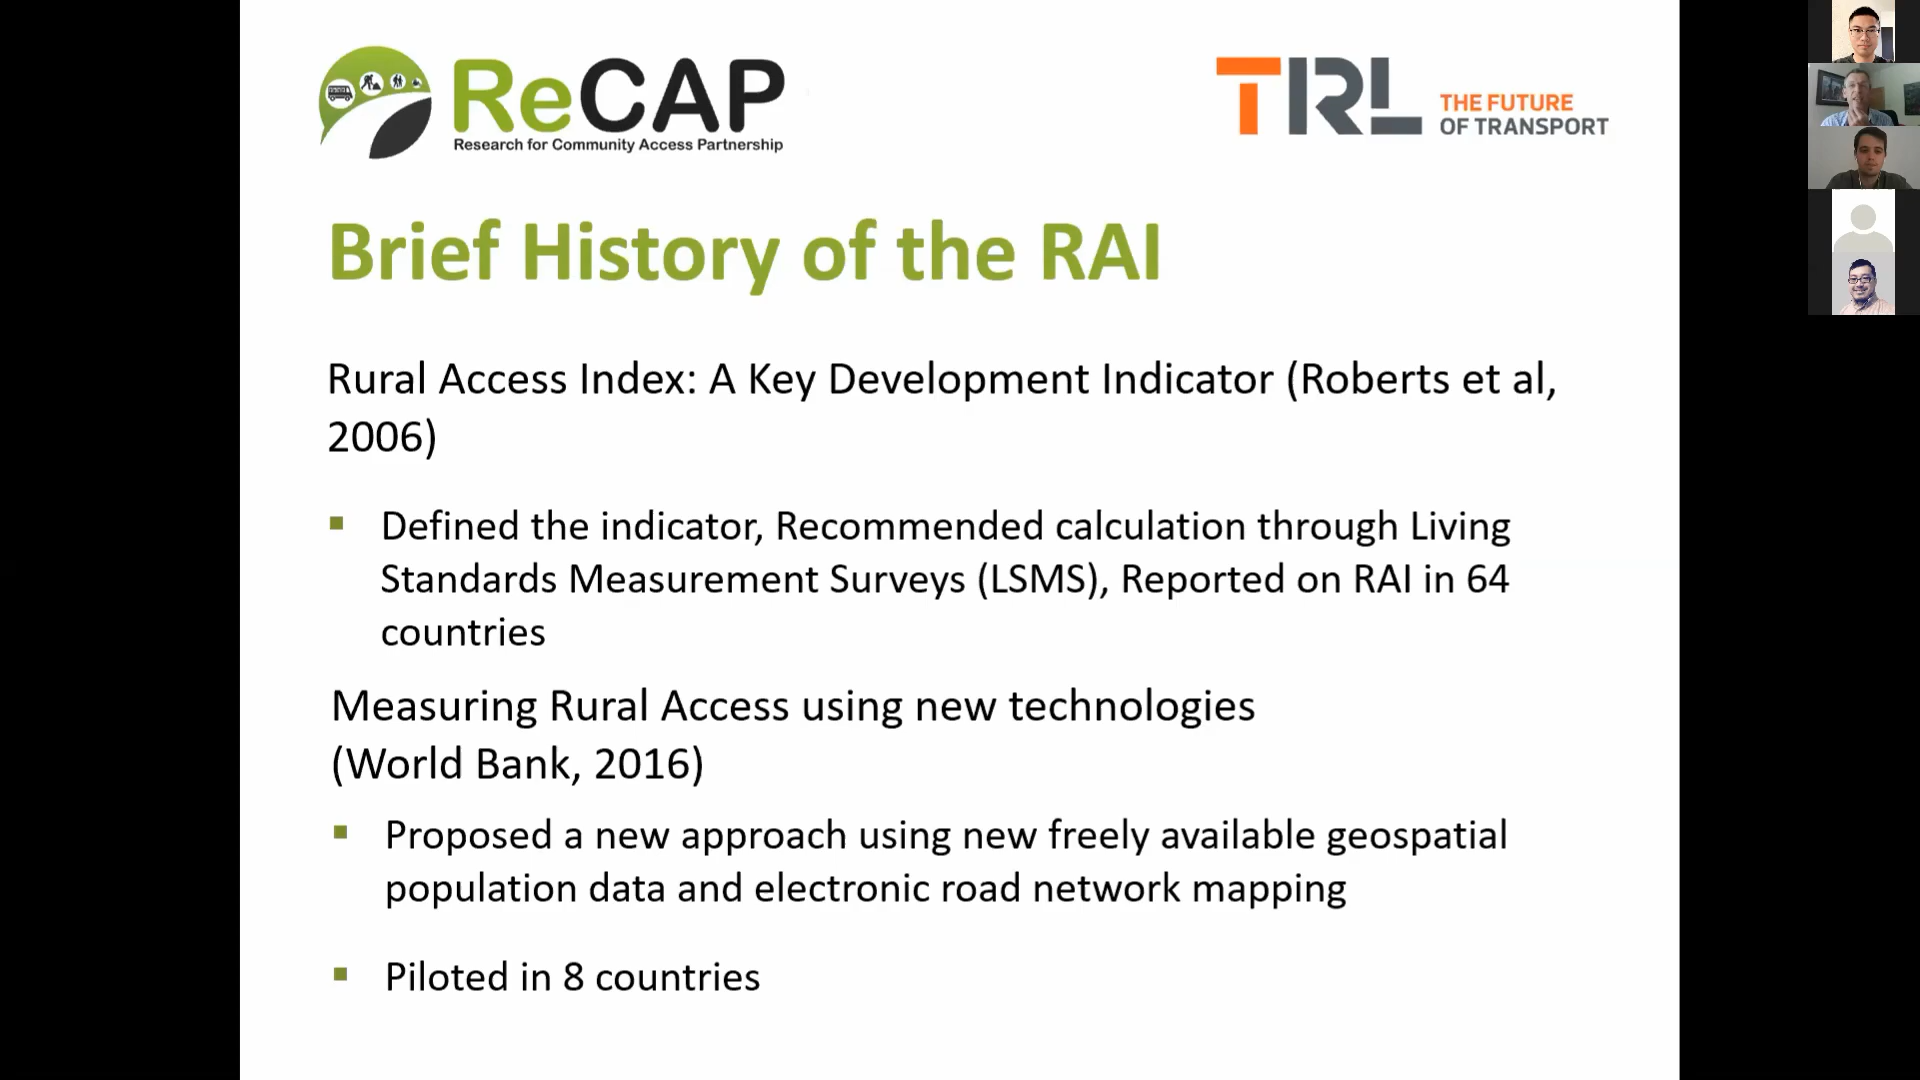 ReCAP
Research for Community Access Partnership
TRL
THE FUTURE
OF TRANSPORT
Brief History of the RAI
Rural Access Index: A Key Development Indicator (Roberts et al,
2006)
Defined the indicator, Recommended calculation through Living
Standards Measurement Surveys (LSMS), Reported on RAI in 64
countries
Measuring Rural Access using new technologies
(World Bank, 2016)
Proposed a new approach using new freely available geospatial
population data and electronic road network mapping
Piloted in 8 countries